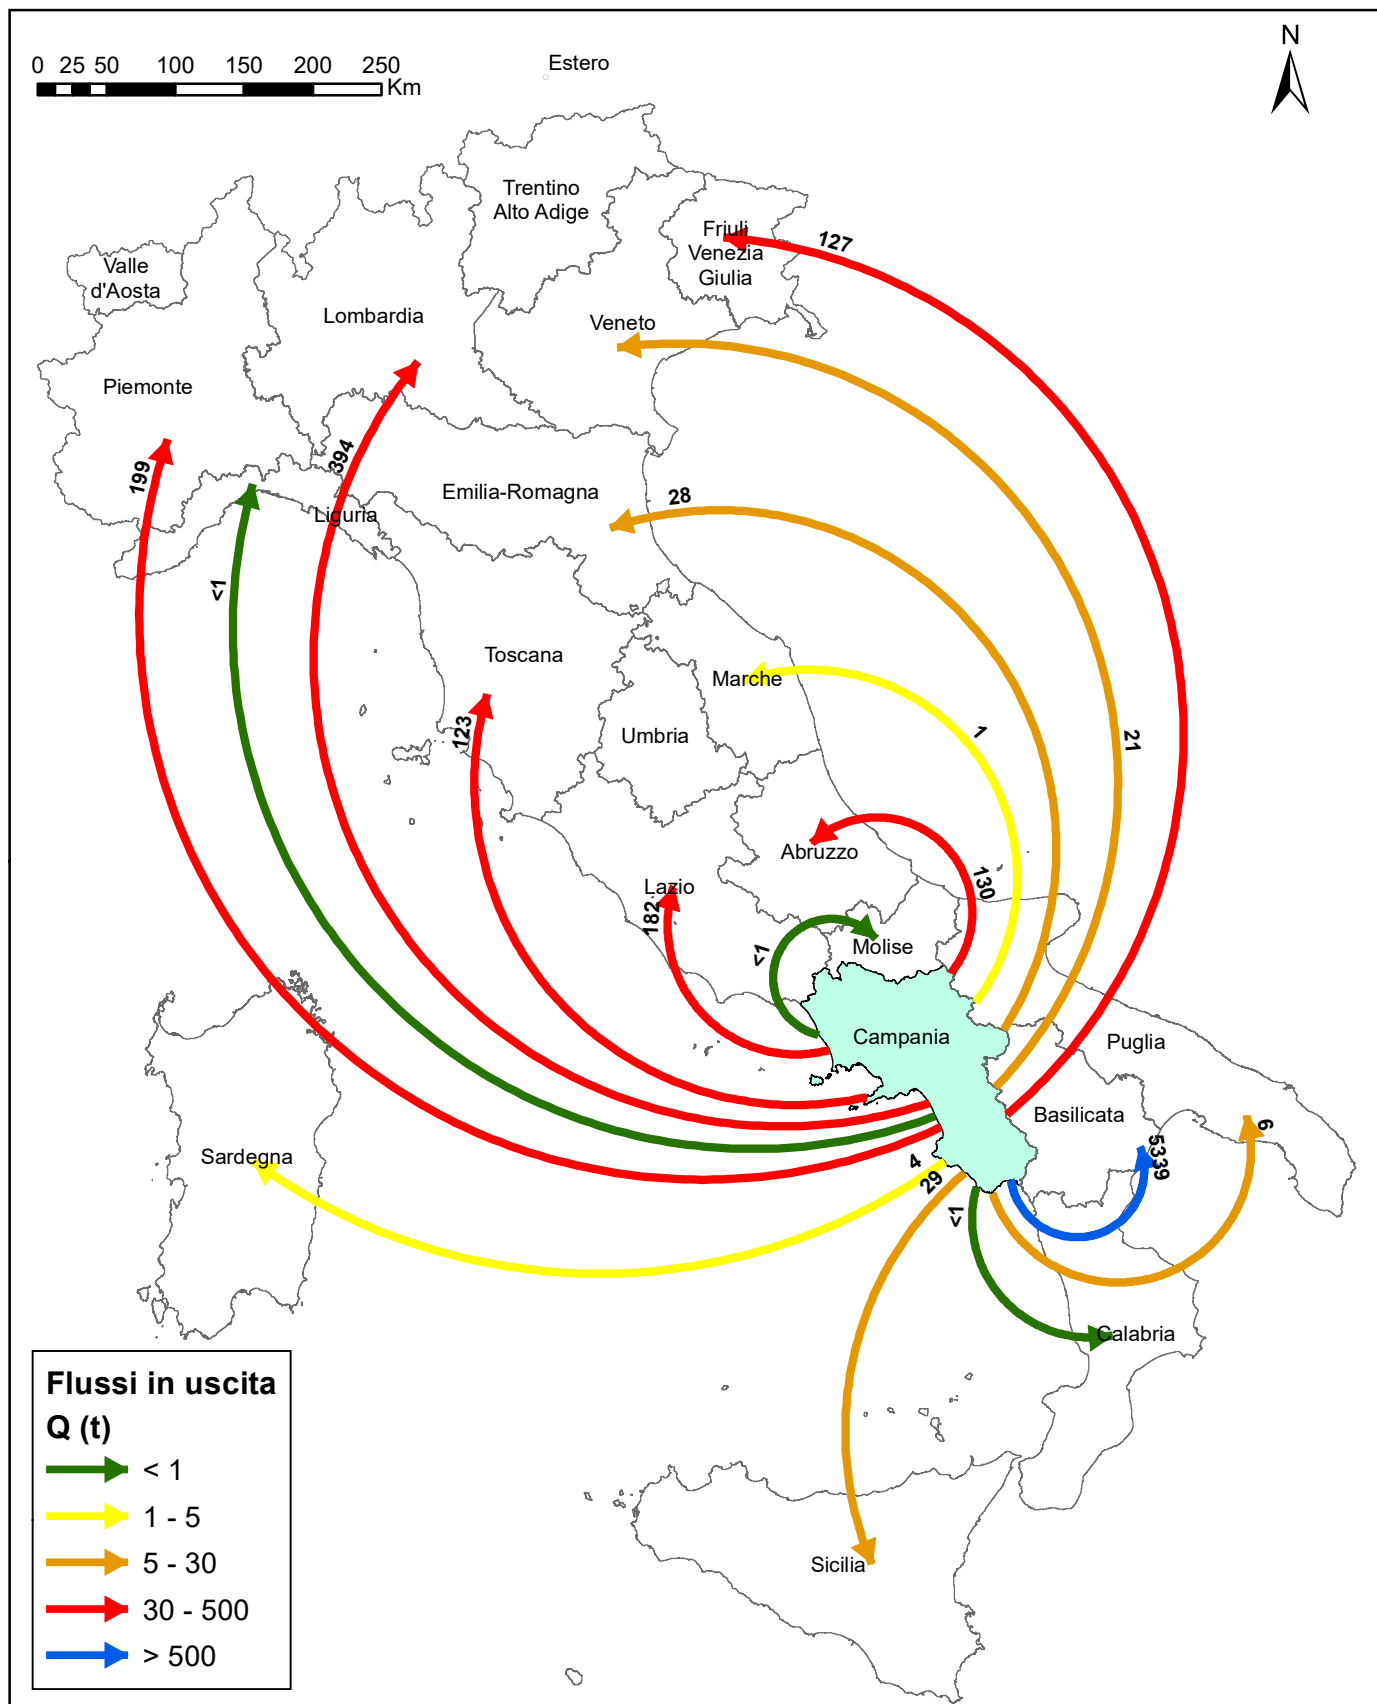 0 25 50 100 150 200 250
Km
Estero
N
Trentino
Alto Adige
Friuli
Venezia
Giulia
127
Valle
d'Aosta
Lombardia
Veneto
Piemonte
199
394
Emilia-Romagna
28
Liguria
<1
Toscana
Marche
123
Umbria
1
21
Abruzzo
130
Lazio
182
<1
Molise
Campania
Puglia
Basilicata
6
5339
Sardegna
4
29
<1
Calabria
Sicilia
Flussi in uscita
Q (t)
< 1
1 - 5
5 - 30
30 - 500
> 500